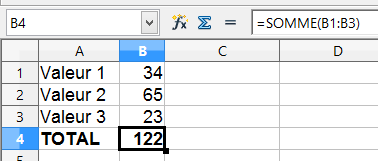 B4 =SOMME(B1:B3)
A B C D
1 Valeur 1 34
2 Valeur 2 65
3 Valeur 3 23
4 TOTAL 122